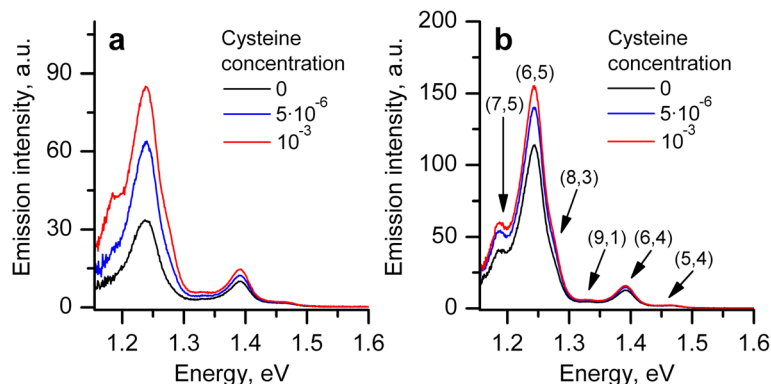 a
Cysteine
concentration
0
5·10⁻⁶
10⁻³
Emission intensity, a.u.
90
60
30
0
1.2 1.3 1.4 1.5 1.6
Energy, eV
b
Cysteine
concentration
0
5·10⁻⁶
10⁻³
(6,5)
(7,5)
(8,3)
(9,1)
(6,4)
(5,4)
Emission intensity, a.u.
200
150
100
50
0
1.2 1.3 1.4 1.5 1.6
Energy, eV